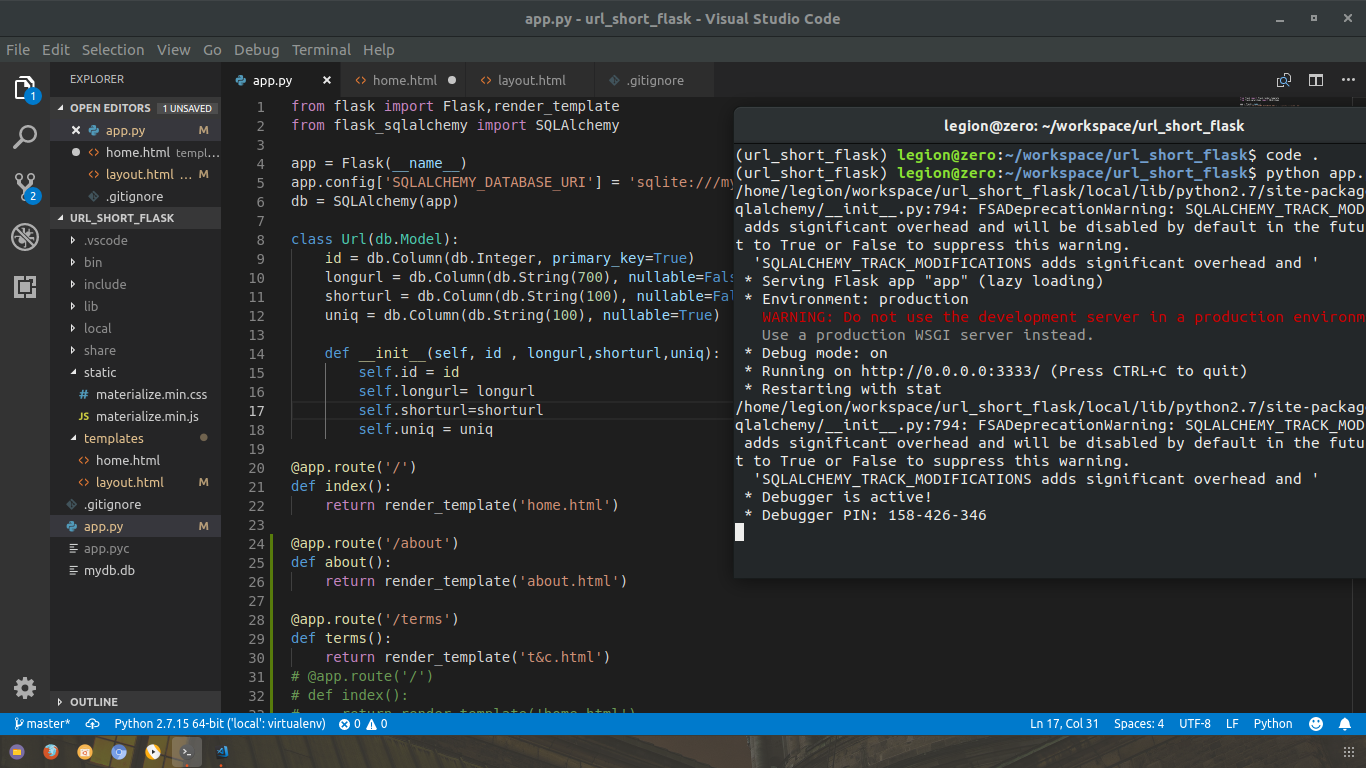 app.py - url_short_flask - Visual Studio Code
File Edit Selection View Go Debug Terminal Help
EXPLORER
OPEN EDITORS 1 UNSAVED
app.py M
home.html templ...
layout.html ... M
.gitignore
URL_SHORT_FLASK
.vscode
bin
include
lib
local
share
static
# materialize.min.css
JS materialize.min.js
templates
<> home.html
<> layout.html M
.gitignore
app.py M
app.pyc
mydb.db
OUTLINE
1
2
app.py
<> home.html
<> layout.html
.gitignore
1 from flask import Flask,render_template
2 from flask_sqlalchemy import SQLAlchemy
3
4 app = Flask(__name__)
5 app.config['SQLALCHEMY_DATABASE_URI'] = 'sqlite:///my
6 db = SQLAlchemy(app)
7
8 class Url(db.Model):
9 id = db.Column(db.Integer, primary_key=True)
10 longurl = db.Column(db.String(700), nullable=Fals
11 shorturl = db.Column(db.String(100), nullable=Fal
12 uniq = db.Column(db.String(100), nullable=True)
13
14 def __init__(self, id , longurl,shorturl,uniq):
15 self.id = id
16 self.longurl= longurl
17 self.shorturl=shorturl
18 self.uniq = uniq
19
20 @app.route('/')
21 def index():
22 return render_template('home.html')
23
24 @app.route('/about')
25 def about():
26 return render_template('about.html')
27
28 @app.route('/terms')
29 def terms():
30 return render_template('t&c.html')
31 # @app.route('/')
32 # def index():
33 # return render_template('home.html')
legion@zero: ~/workspace/url_short_flask
(url_short_flask) legion@zero:~/workspace/url_short_flask$ code .
(url_short_flask) legion@zero:~/workspace/url_short_flask$ python app.
/home/legion/workspace/url_short_flask/local/lib/python2.7/site-packag
qlalchemy/__init__.py:794: FSADeprecationWarning: SQLALCHEMY_TRACK_MOD
adds significant overhead and will be disabled by default in the futu
t to True or False to suppress this warning.
'SQLALCHEMY_TRACK_MODIFICATIONS adds significant overhead and '
* Serving Flask app "app" (lazy loading)
* Environment: production
WARNING: Do not use the development server in a production environm
Use a production WSGI server instead.
* Debug mode: on
* Running on http://0.0.0.0:3333/ (Press CTRL+C to quit)
* Restarting with stat
/home/legion/workspace/url_short_flask/local/lib/python2.7/site-packag
qlalchemy/__init__.py:794: FSADeprecationWarning: SQLALCHEMY_TRACK_MOD
adds significant overhead and will be disabled by default in the futu
t to True or False to suppress this warning.
'SQLALCHEMY_TRACK_MODIFICATIONS adds significant overhead and '
* Debugger is active!
* Debugger PIN: 158-426-346
master* Python 2.7.15 64-bit ('local': virtualenv) 0 0 Ln 17, Col 31 Spaces: 4 UTF-8 LF Python